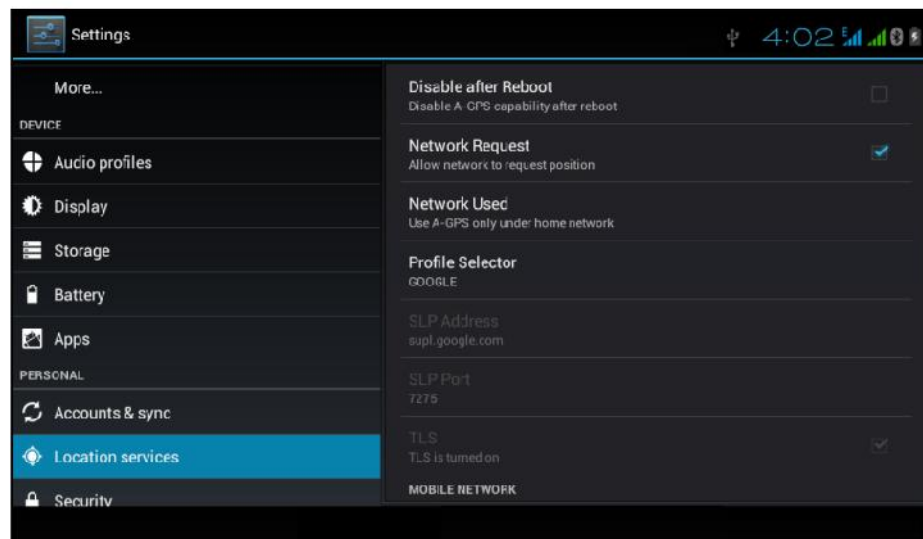 Settings
4:02
E
More...
DEVICE
Audio profiles
Display
Storage
Battery
Apps
PERSONAL
Accounts & sync
Location services
Security
Disable after Reboot
Disable A-GPS capability after reboot
Network Request
Allow network to request position
Network Used
Use A-GPS only under home network
Profile Selector
GOOGLE
SLP Address
supl.google.com
SLP Port
7275
TLS
TLS is turned on
MOBILE NETWORK